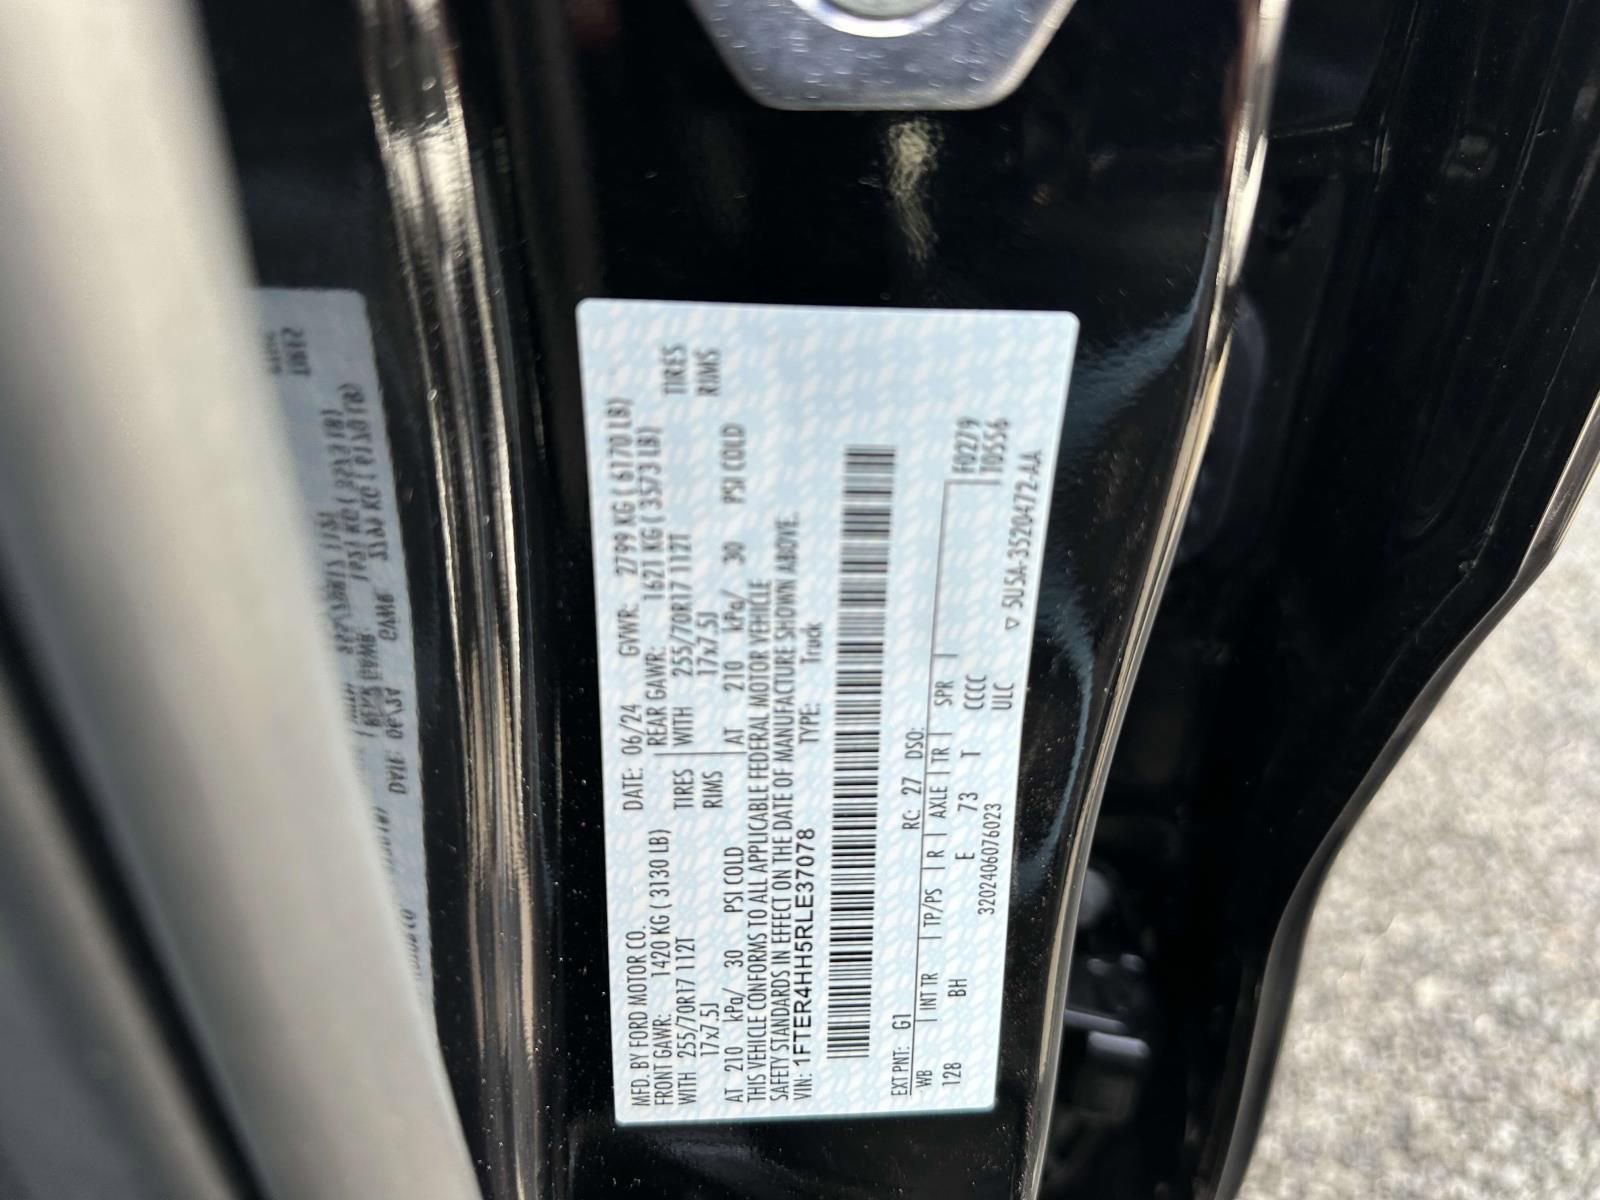 MFD. BY FORD MOTOR CO.
DATE: 06/24 GVWR: 2799 KG ( 6170 LB)
FRONT GAWR: 1420 KG ( 3130 LB)
REAR GAWR: 1621 KG ( 3573 LB)
WITH 255/70R17 112T TIRES
WITH 255/70R17 112T TIRES
17x7.5J RIMS
17x7.5J RIMS
AT 210 kPa/ 30 PSI COLD
AT 210 kPa/ 30 PSI COLD
THIS VEHICLE CONFORMS TO ALL APPLICABLE FEDERAL MOTOR VEHICLE
SAFETY STANDARDS IN EFFECT ON THE DATE OF MANUFACTURE SHOWN ABOVE.
VIN: 1FTER4HH5RLE37078 TYPE: Truck
EXT PNT: G1 RC: 27 DSO:
F0279
WB INT TR TP/PS R AXLE TR SPR T0556
128 BH E 73 T CCCC
320240607602​3 ULC
▽ 5U5A-3520472-AA